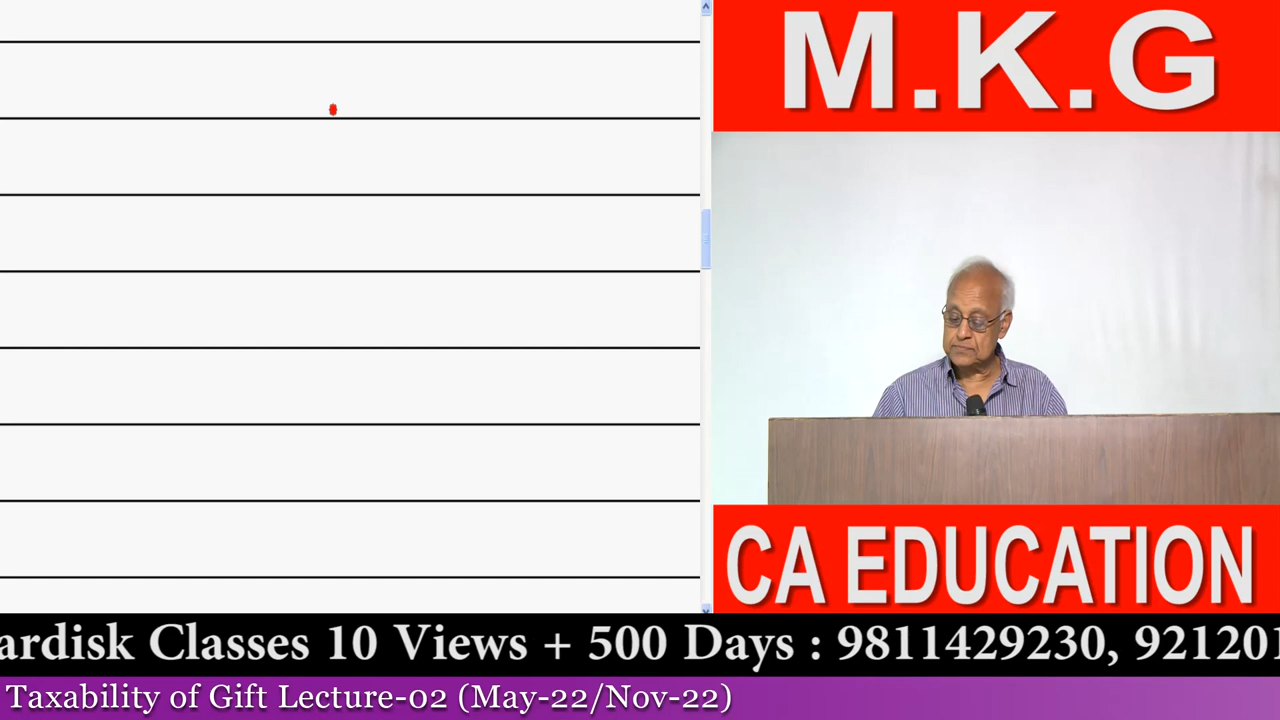 M.K.G
CA EDUCATION
ardisk Classes 10 Views + 500 Days : 9811429230, 921201
Taxability of Gift Lecture-02 (May-22/Nov-22)